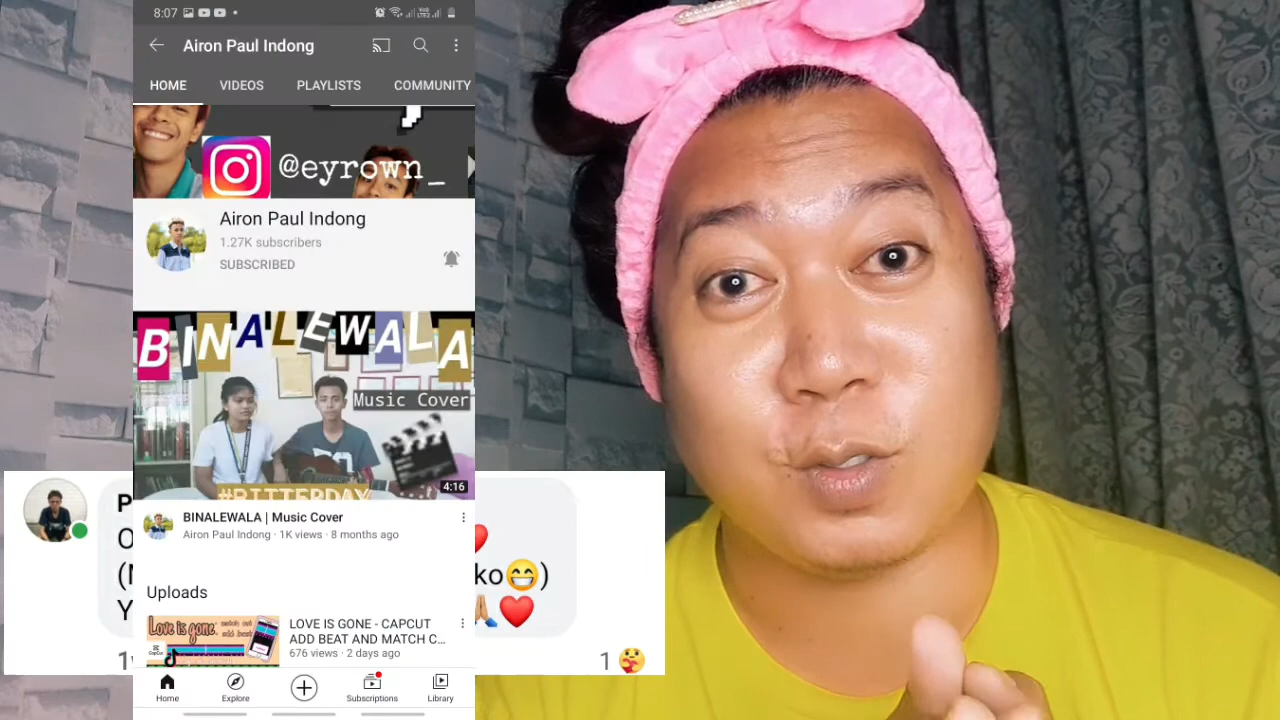 8:07
Airon Paul Indong
HOME VIDEOS PLAYLISTS COMMUNITY
@eyrown_
Airon Paul Indong
1.27K subscribers
SUBSCRIBED
BINALEWALA
Music Cover
#BITTERDAY
4:16
BINALEWALA | Music Cover
Airon Paul Indong · 1K views · 8 months ago
ko😁)
🙏🏼❤️
1
Uploads
Love is gone
CapCut
LOVE IS GONE - CAPCUT
ADD BEAT AND MATCH C...
676 views · 2 days ago
Home Explore Subscriptions Library